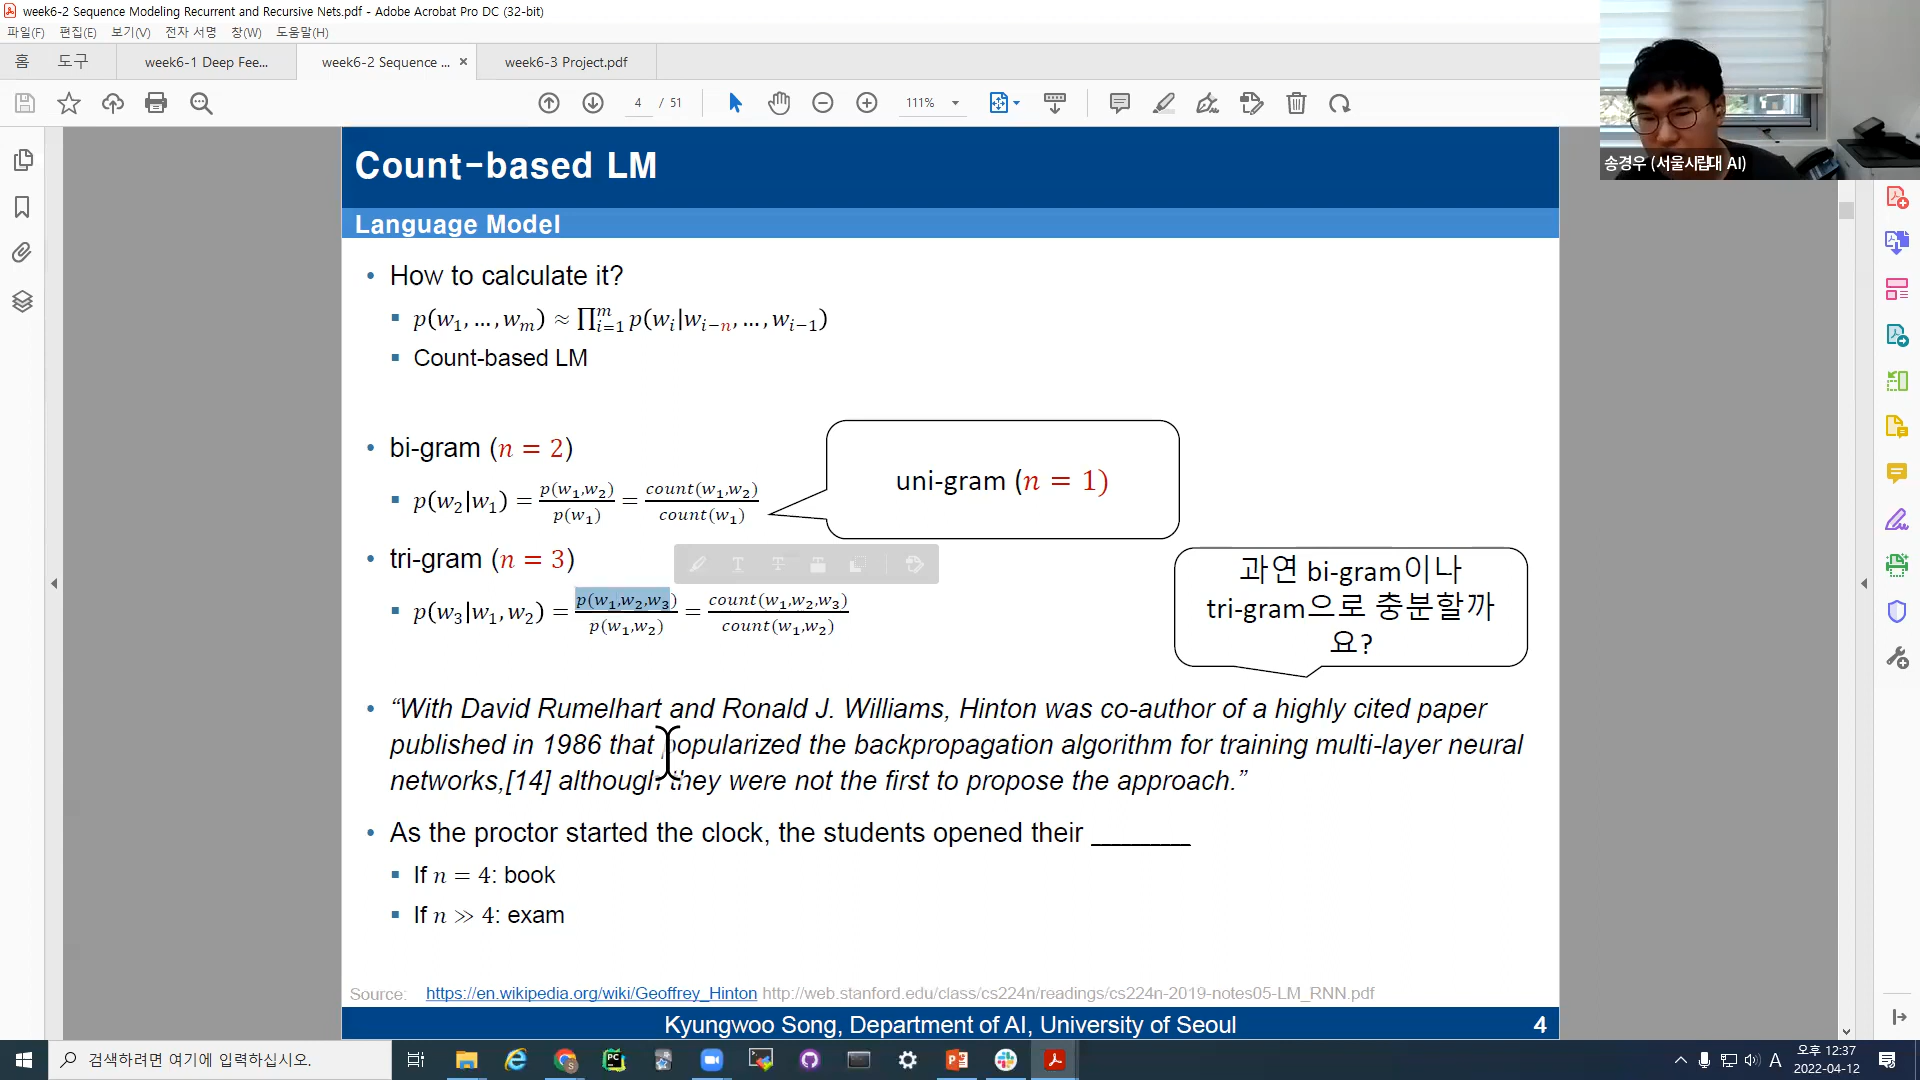 week6-2 Sequence Modeling Recurrent and Recursive Nets.pdf - Adobe Acrobat Pro DC (32-bit)
파일(F) 편집(E) 보기(V) 전자 서명 창(W) 도움말(H)
홈 도구 week6-1 Deep Fee... week6-2 Sequence ... × week6-3 Project.pdf
4 / 51 111%
송경우 (서울시립대 AI)
Count-based LM
Language Model
• How to calculate it?
▪ p(w₁, …, wₘ) ≈ ∏ᵢ₌₁ᵐ p(wᵢ|wᵢ₋ₙ, …, wᵢ₋₁)
▪ Count-based LM
• bi-gram (n = 2)
▪ p(w₂|w₁) = p(w₁,w₂)/p(w₁) = count(w₁,w₂)/count(w₁)
uni-gram (n = 1)
• tri-gram (n = 3)
▪ p(w₃|w₁, w₂) = p(w₁,w₂,w₃)/p(w₁,w₂) = count(w₁,w₂,w₃)/count(w₁,w₂)
과연 bi-gram이나
tri-gram으로 충분할까
요?
• “With David Rumelhart and Ronald J. Williams, Hinton was co-author of a highly cited paper
published in 1986 that popularized the backpropagation algorithm for training multi-layer neural
networks,[14] although they were not the first to propose the approach.”
• As the proctor started the clock, the students opened their __________
▪ If n = 4: book
▪ If n ≫ 4: exam
Source: https://en.wikipedia.org/wiki/Geoffrey_Hinton http://web.stanford.edu/class/cs224n/readings/cs224n-2019-notes05-LM_RNN.pdf
Kyungwoo Song, Department of AI, University of Seoul 4
검색하려면 여기에 입력하십시오.
A 오후 12:37
2022-04-12